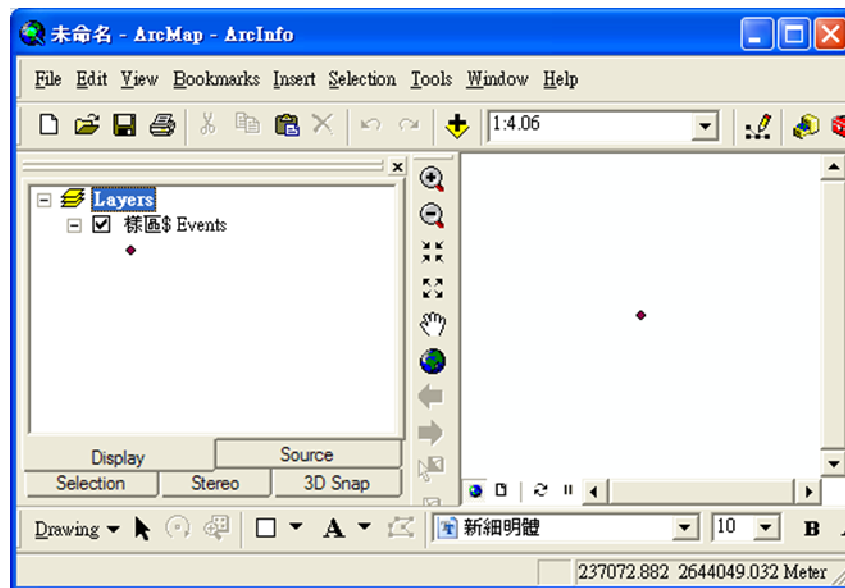 未命名 - ArcMap - ArcInfo
File Edit View Bookmarks Insert Selection Tools Window Help
1:4.06
Layers
樣區$ Events
Display Source
Selection Stereo 3D Snap
Drawing A 新細明體 10 B
237072.882 2644049.032 Meter